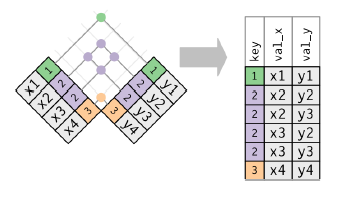 1 x1
2 x2
2 x3
3 x4
1 y1
2 y2
2 y3
3 y4
key val_x val_y
1 x1 y1
2 x2 y2
2 x2 y3
2 x3 y2
2 x3 y3
3 x4 y4